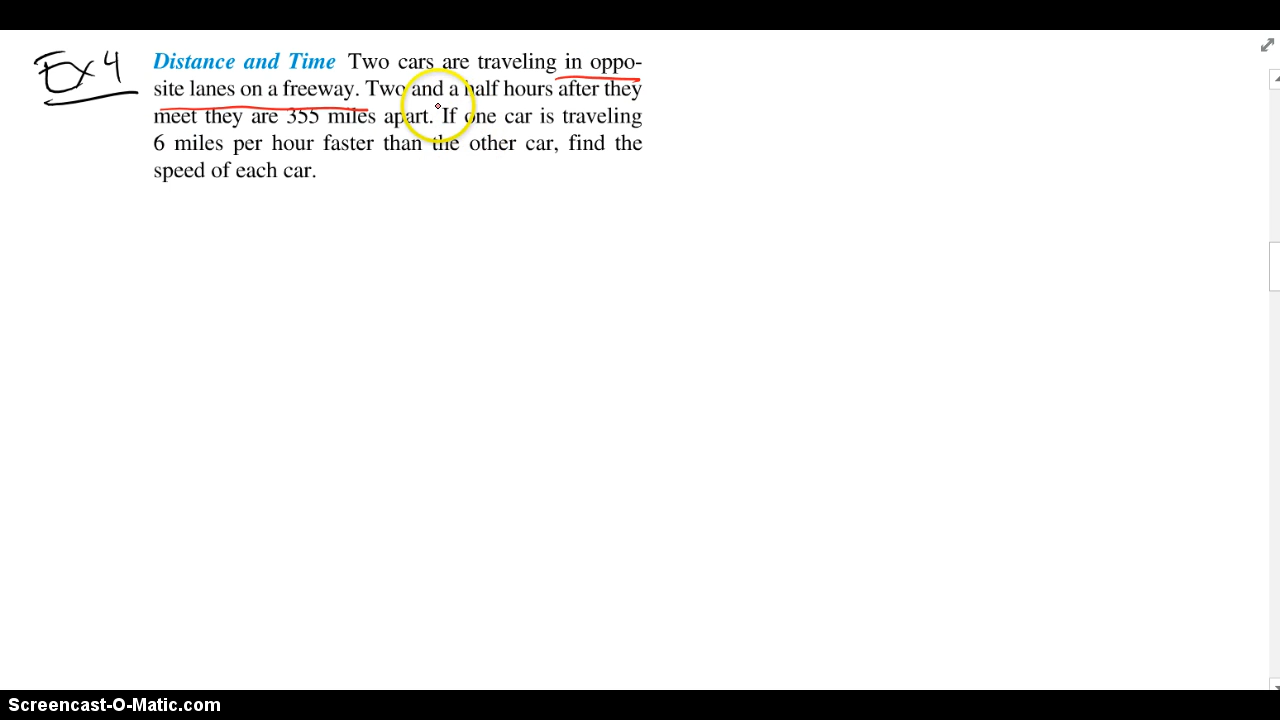 Ex 4
Distance and Time Two cars are traveling in oppo-
site lanes on a freeway. Two and a half hours after they
meet they are 355 miles apart. If one car is traveling
6 miles per hour faster than the other car, find the
speed of each car.
Screencast-O-Matic.com